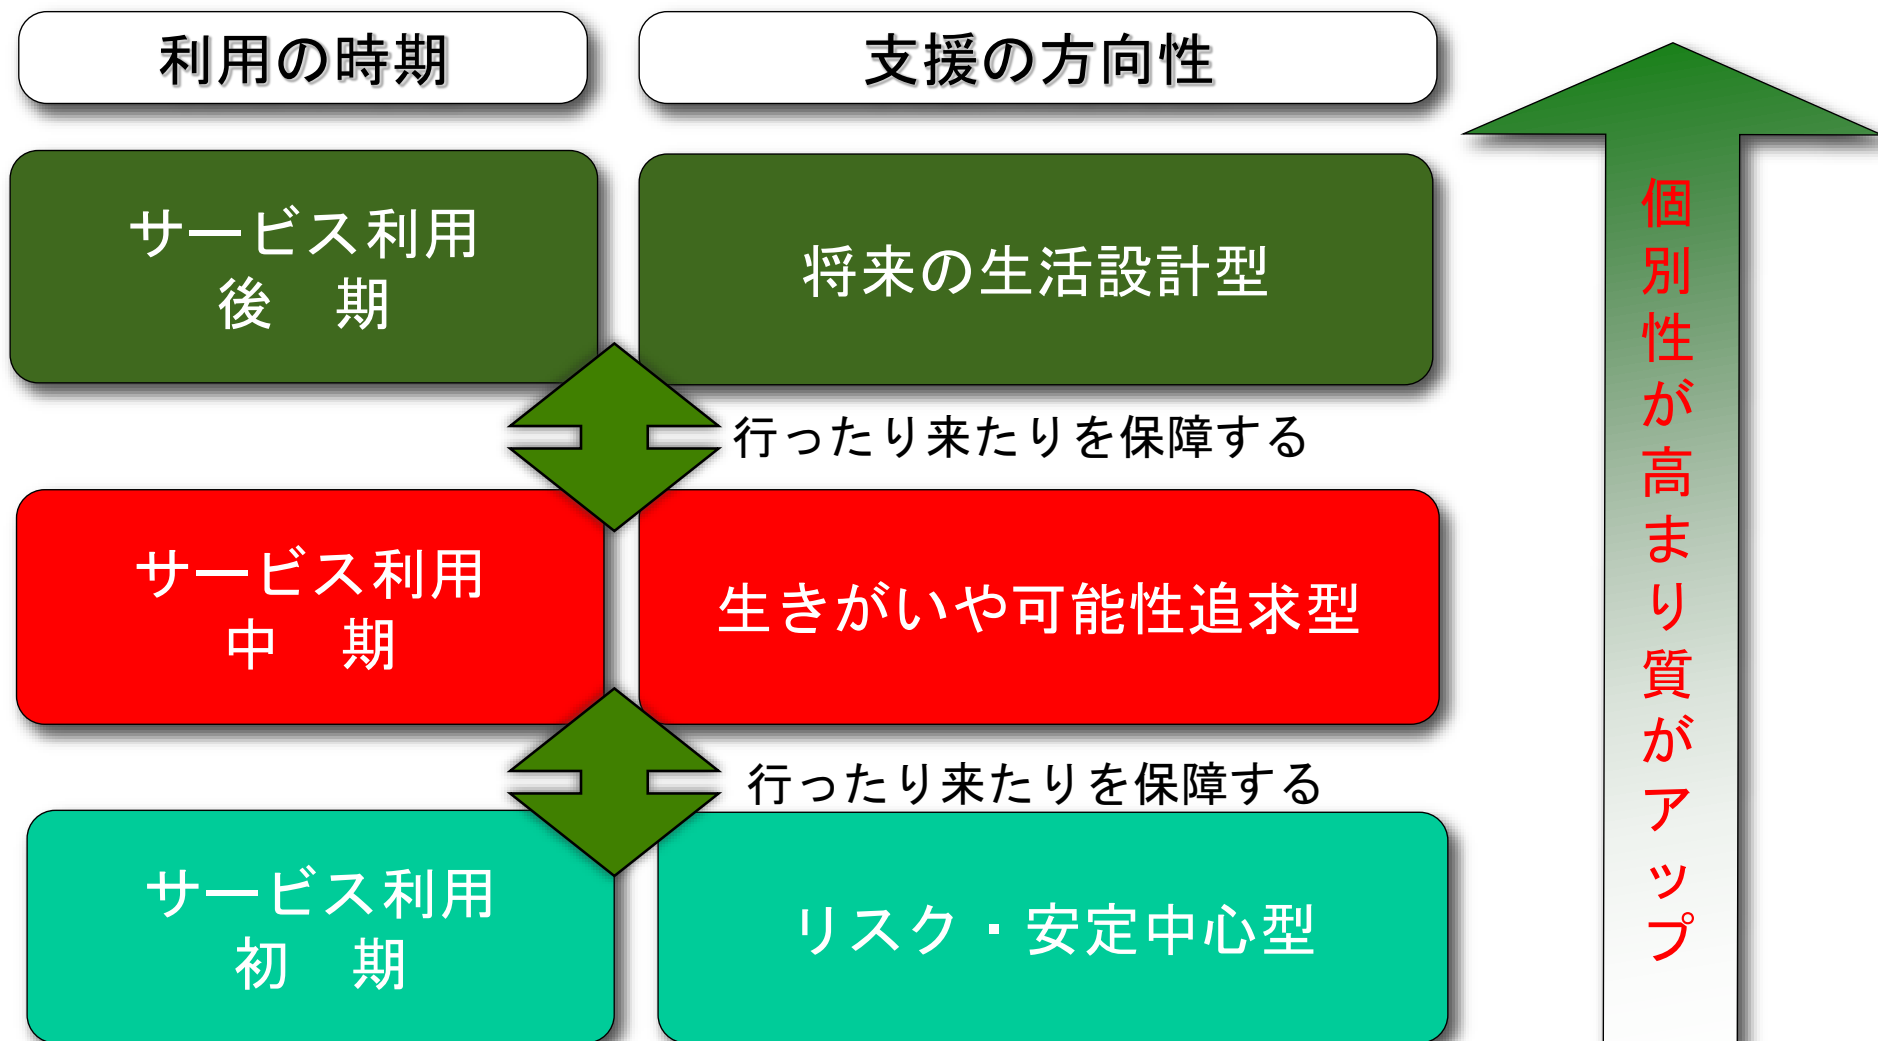 利用の時期
支援の方向性
サービス利用
後　期
将来の生活設計型
行ったり来たりを保障する
サービス利用
中　期
生きがいや可能性追求型
行ったり来たりを保障する
サービス利用
初　期
リスク・安定中心型
個別性が高まり質がアップ